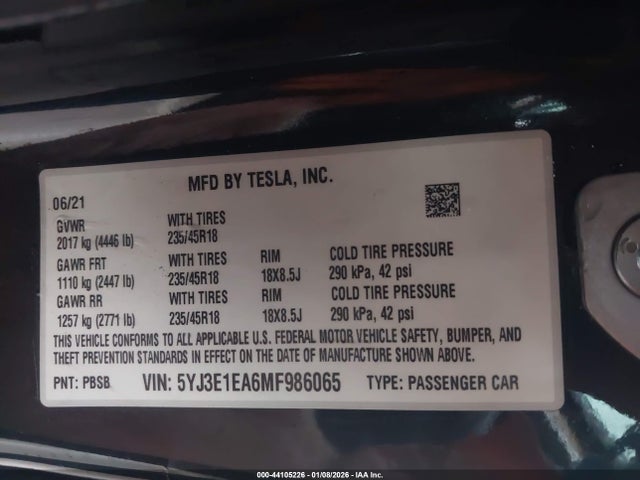 MFD BY TESLA, INC.
06/21
GVWR WITH TIRES
2017 kg (4446 lb) 235/45R18
GAWR FRT WITH TIRES RIM COLD TIRE PRESSURE
1110 kg (2447 lb) 235/45R18 18X8.5J 290 kPa, 42 psi
GAWR RR WITH TIRES RIM COLD TIRE PRESSURE
1257 kg (2771 lb) 235/45R18 18X8.5J 290 kPa, 42 psi
THIS VEHICLE CONFORMS TO ALL APPLICABLE U.S. FEDERAL MOTOR VEHICLE SAFETY, BUMPER, AND
THEFT PREVENTION STANDARDS IN EFFECT ON THE DATE OF MANUFACTURE SHOWN ABOVE.
PNT: PBSB VIN: 5YJ3E1EA6MF986065 TYPE: PASSENGER CAR
000-44105226 - 01/08/2026 - IAA Inc.